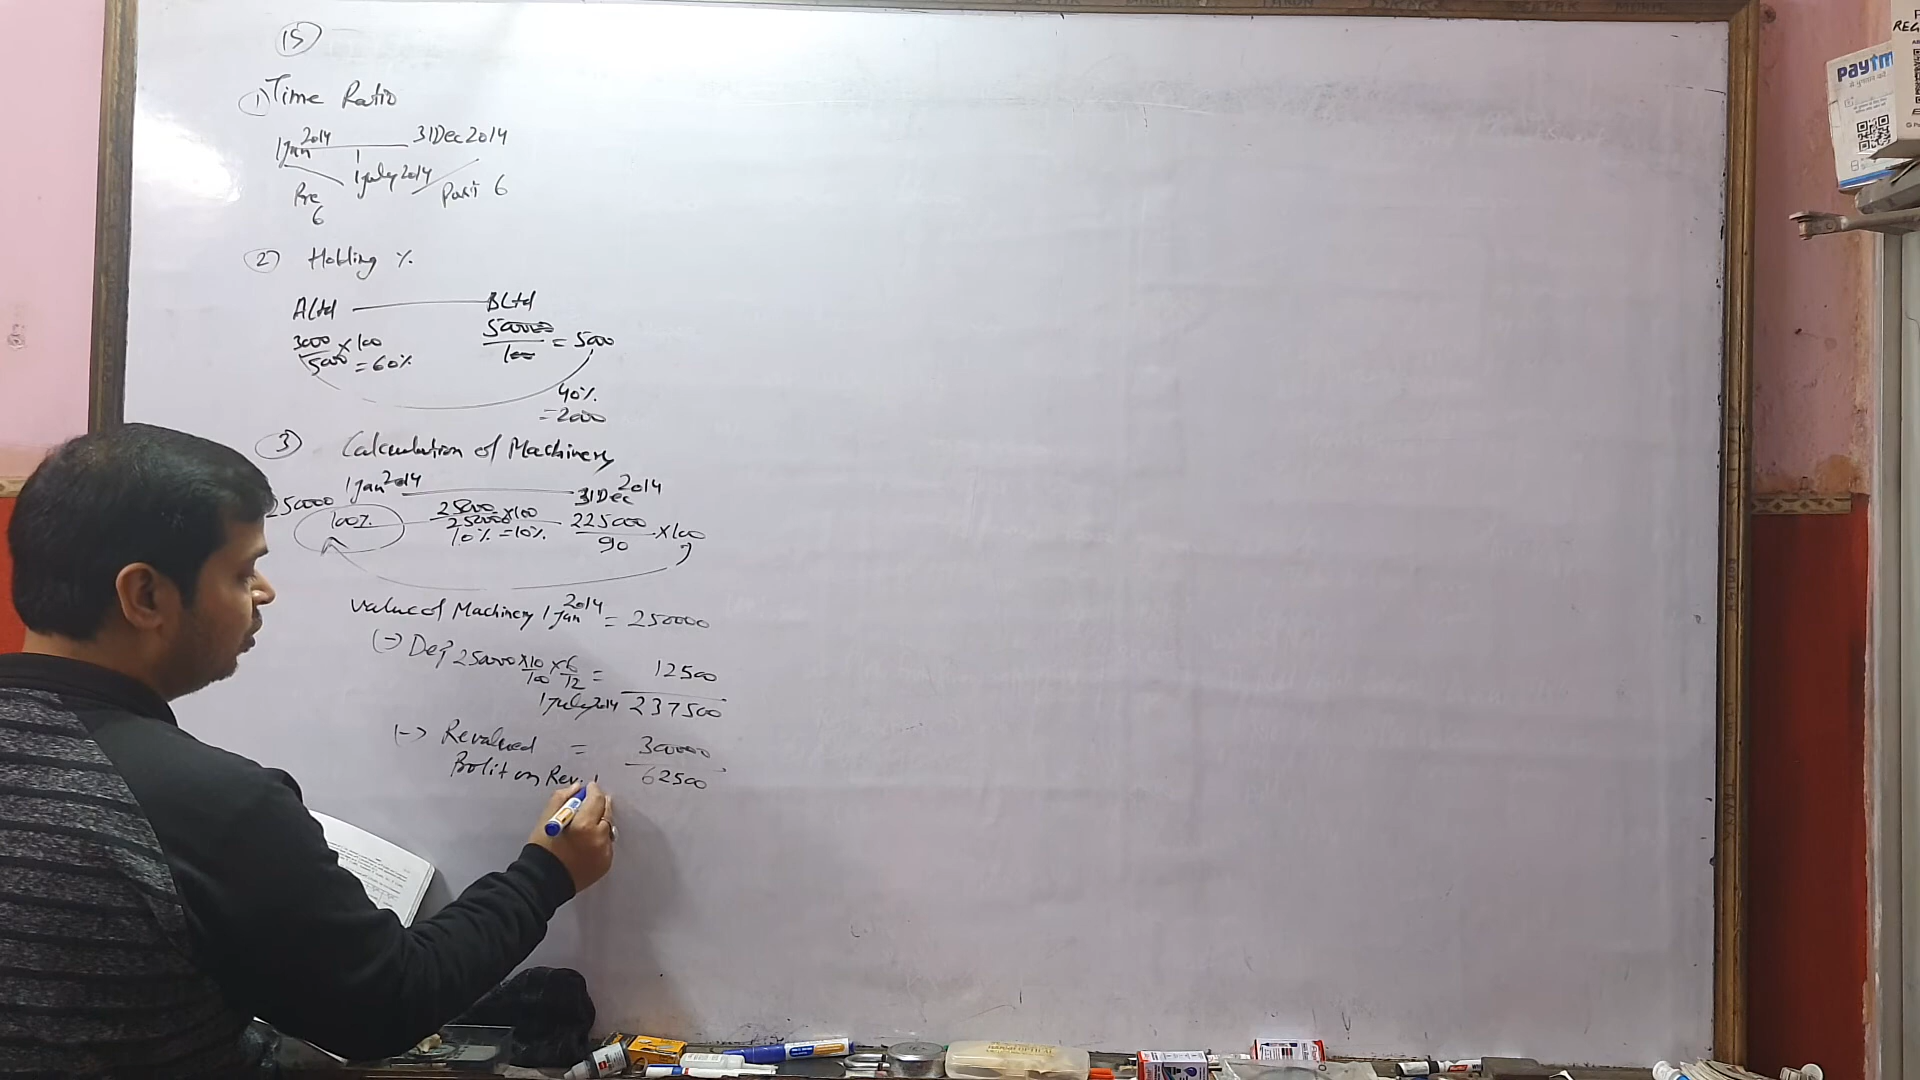 15
1) Time Ratio
1 Jan 2014 31 Dec 2014
1 July 2014
Pre 6 Post 6
2) Holding %
A Ltd B Ltd
3000/5000 × 100 = 60% 500000/100 = 5000
40%
= 2000
3) Calculation of Machinery
1 Jan 2014 31 Dec 2014
250000 100% 25000/250000 × 100 = 10% 225000/90 × 100
10%
Value of Machinery 1 Jan 2014 = 250000
(-) Dep 250000 × 10/100 × 6/12 = 12500
1 July 2014 237500
(-) Revalued = 300000
Profit on Rev. 62500
Paytm